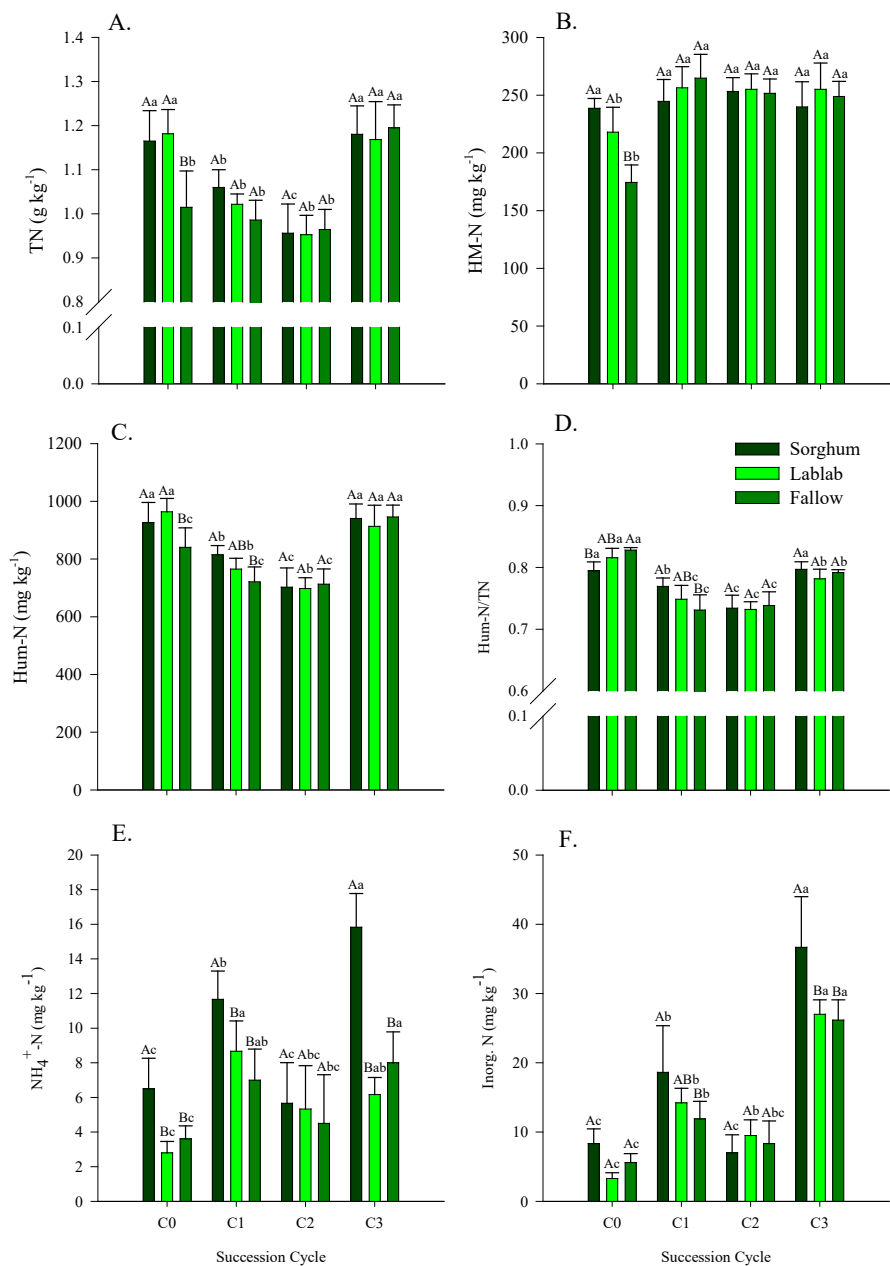 A.
TN (g kg-1)
1.4
1.3
1.2
1.1
1.0
0.9
0.8
0.1
0.0
Aa Aa Bb
Ab Ab Ab
Ac Ab Ab
Aa Aa Aa
B.
HM-N (mg kg-1)
300
250
200
150
100
50
0
Aa Ab Bb
Aa Aa Aa
Aa Aa Aa
Aa Aa Aa
C.
Hum-N (mg kg-1)
1200
1000
800
600
400
200
0
Aa Aa Bc
Ab ABb Bc
Ac Ab Ac
Aa Aa Aa
D.
Hum-N/TN
1.0
0.9
0.8
0.7
0.6
0.1
0.0
Sorghum
Lablab
Fallow
Ba ABa Aa
Ab ABc Bc
Ac Ac Ac
Aa Ab Ab
E.
NH4+-N (mg kg-1)
20
18
16
14
12
10
8
6
4
2
0
Ac Bc Bc
Ab Ba Bab
Ac Abc Abc
Aa Bab Ba
C0 C1 C2 C3
Succession Cycle
F.
Inorg. N (mg kg-1)
50
40
30
20
10
0
Ac Ac Ac
Ab ABb Bb
Ac Ab Abc
Aa Ba Ba
C0 C1 C2 C3
Succession Cycle